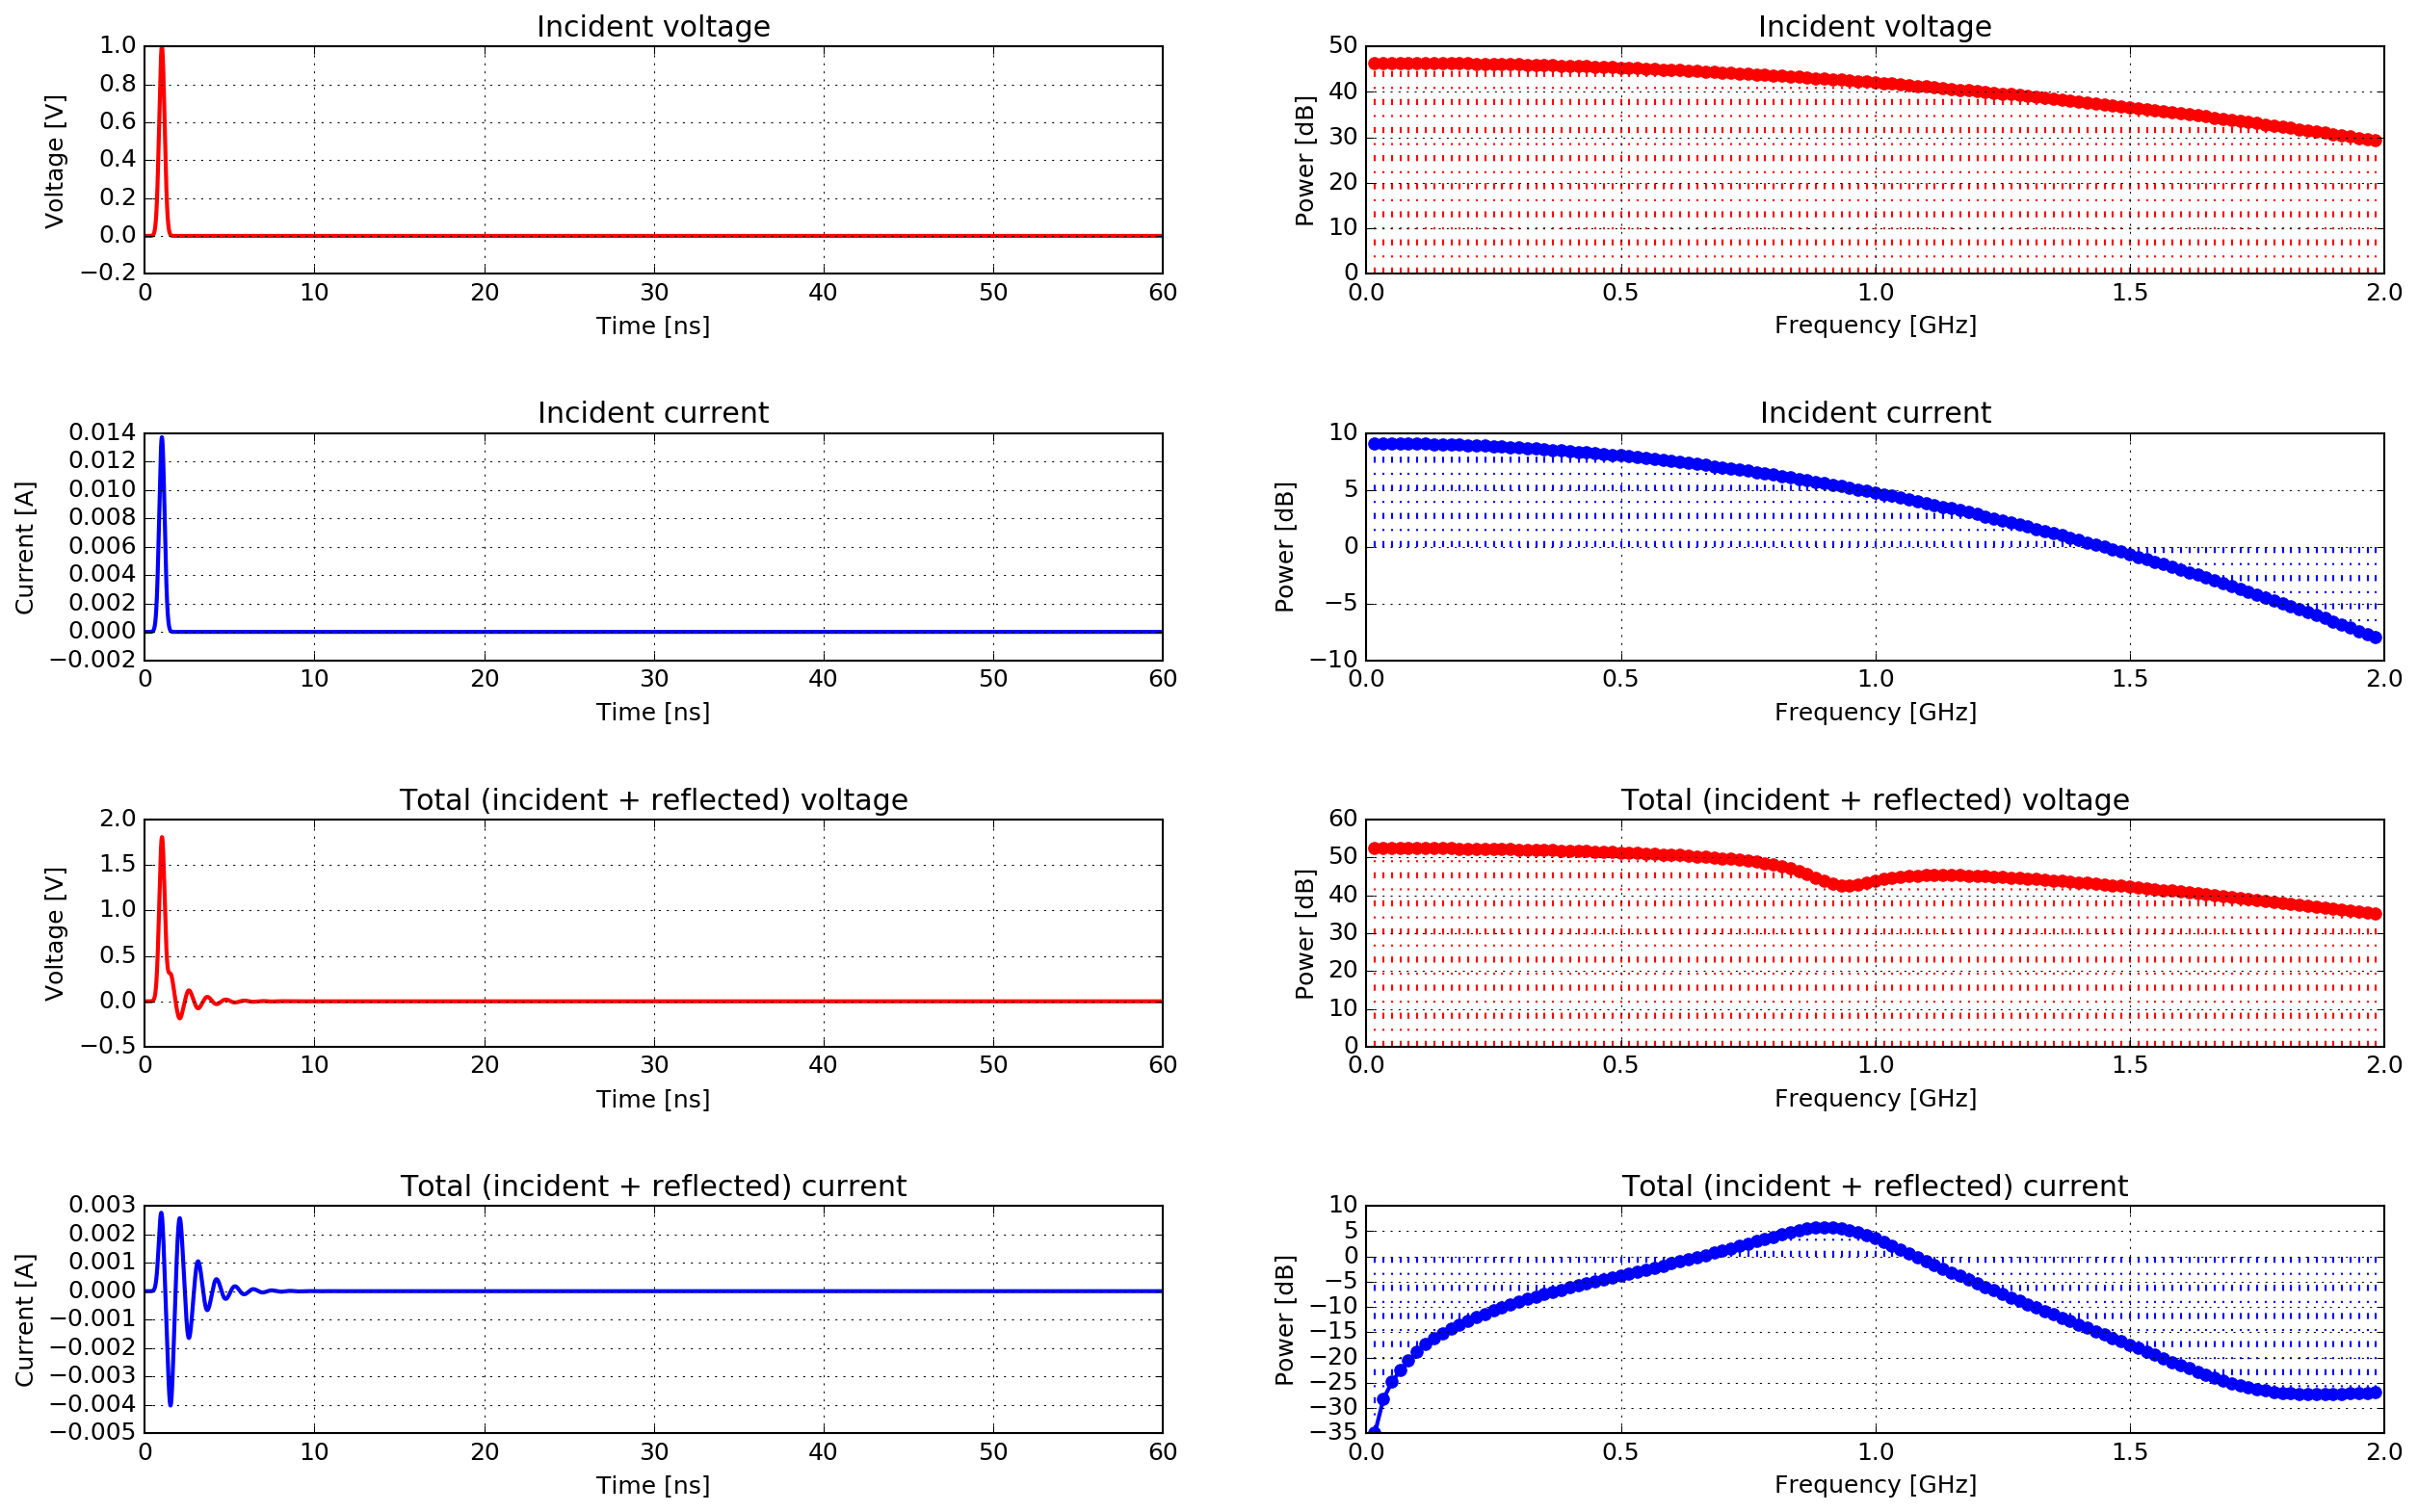 Incident voltage
Voltage [V]
1.0
0.8
0.6
0.4
0.2
0.0
−0.2
0 10 20 30 40 50 60
Time [ns]
Incident voltage
Power [dB]
50
40
30
20
10
0
0.0 0.5 1.0 1.5 2.0
Frequency [GHz]
Incident current
Current [A]
0.014
0.012
0.010
0.008
0.006
0.004
0.002
0.000
−0.002
0 10 20 30 40 50 60
Time [ns]
Incident current
Power [dB]
10
5
0
−5
−10
0.0 0.5 1.0 1.5 2.0
Frequency [GHz]
Total (incident + reflected) voltage
Voltage [V]
2.0
1.5
1.0
0.5
0.0
−0.5
0 10 20 30 40 50 60
Time [ns]
Total (incident + reflected) voltage
Power [dB]
60
50
40
30
20
10
0
0.0 0.5 1.0 1.5 2.0
Frequency [GHz]
Total (incident + reflected) current
Current [A]
0.003
0.002
0.001
0.000
−0.001
−0.002
−0.003
−0.004
−0.005
0 10 20 30 40 50 60
Time [ns]
Total (incident + reflected) current
Power [dB]
10
5
0
−5
−10
−15
−20
−25
−30
−35
0.0 0.5 1.0 1.5 2.0
Frequency [GHz]